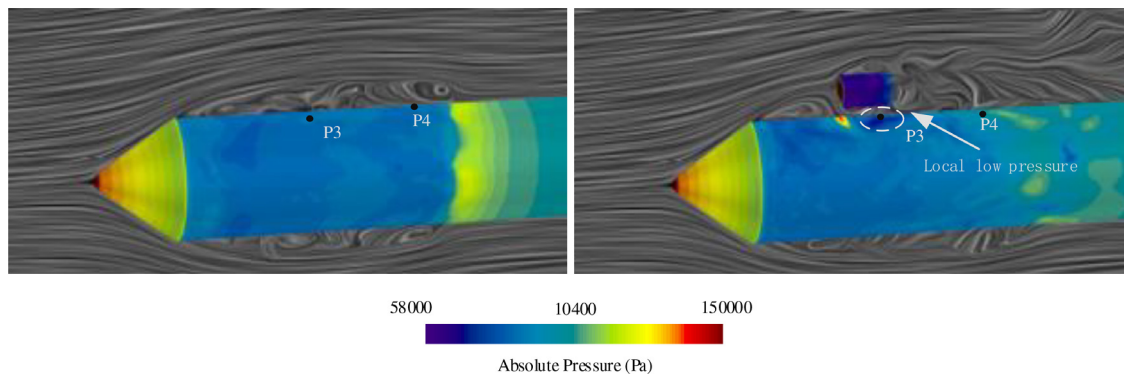 P3
P4
P3
P4
Local low pressure
58000
10400
150000
Absolute Pressure (Pa)